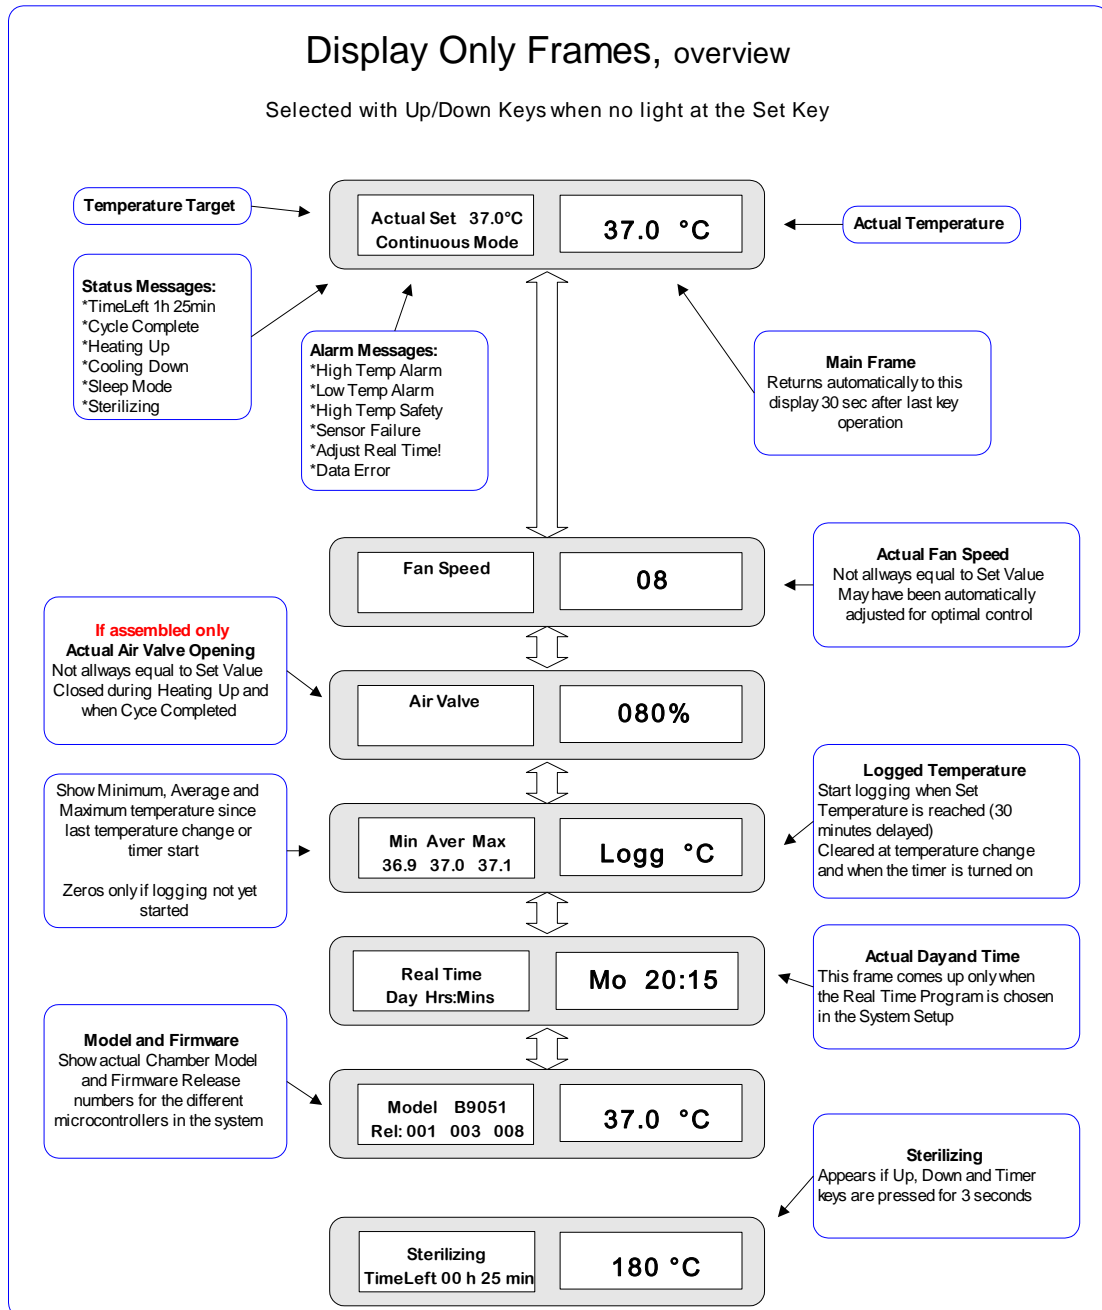 Display Only Frames, overview
Selected with Up/Down Keys when no light at the Set Key
Temperature Target
Actual Set 37.0°C
Continuous Mode
37.0 °C
Actual Temperature
Status Messages:
*TimeLeft 1h 25min
*Cycle Complete
*Heating Up
*Cooling Down
*Sleep Mode
*Sterilizing
Alarm Messages:
*High Temp Alarm
*Low Temp Alarm
*High Temp Safety
*Sensor Failure
*Adjust Real Time!
*Data Error
Main Frame
Returns automatically to this
display 30 sec after last key
operation
Fan Speed
08
Actual Fan Speed
Not allways equal to Set Value
May have been automatically
adjusted for optimal control
If assembled only
Actual Air Valve Opening
Not allways equal to Set Value
Closed during Heating Up and
when Cyce Completed
Air Valve
080%
Show Minimum, Average and
Maximum temperature since
last temperature change or
timer start
Zeros only if logging not yet
started
Min Aver Max
36.9 37.0 37.1
Logg °C
Logged Temperature
Start logging when Set
Temperature is reached (30
minutes delayed)
Cleared at temperature change
and when the timer is turned on
Real Time
Day Hrs:Mins
Mo 20:15
Actual Dayand Time
This frame comes up only when
the Real Time Program is chosen
in the System Setup
Model and Firmware
Show actual Chamber Model
and Firmware Release
numbers for the different
microcontrollers in the system
Model B9051
Rel: 001 003 008
37.0 °C
Sterilizing
Appears if Up, Down and Timer
keys are pressed for 3 seconds
Sterilizing
TimeLeft 00 h 25 min
180 °C